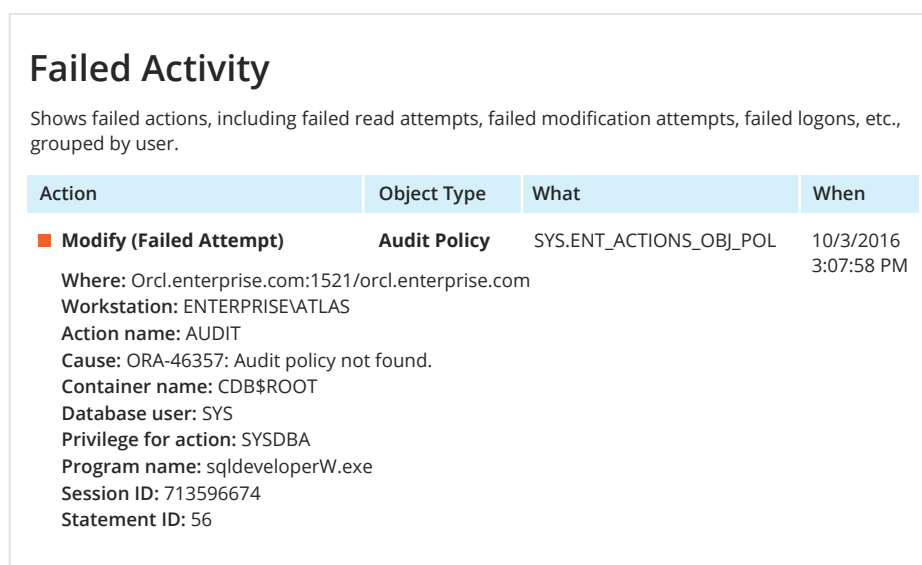 Failed Activity
Shows failed actions, including failed read attempts, failed modification attempts, failed logons, etc.,
grouped by user.
Action Object Type What When
Modify (Failed Attempt) Audit Policy SYS.ENT_ACTIONS_OBJ_POL 10/3/2016
3:07:58 PM
Where: Orcl.enterprise.com:1521/orcl.enterprise.com
Workstation: ENTERPRISE\ATLAS
Action name: AUDIT
Cause: ORA-46357: Audit policy not found.
Container name: CDB$ROOT
Database user: SYS
Privilege for action: SYSDBA
Program name: sqldeveloperW.exe
Session ID: 713596674
Statement ID: 56